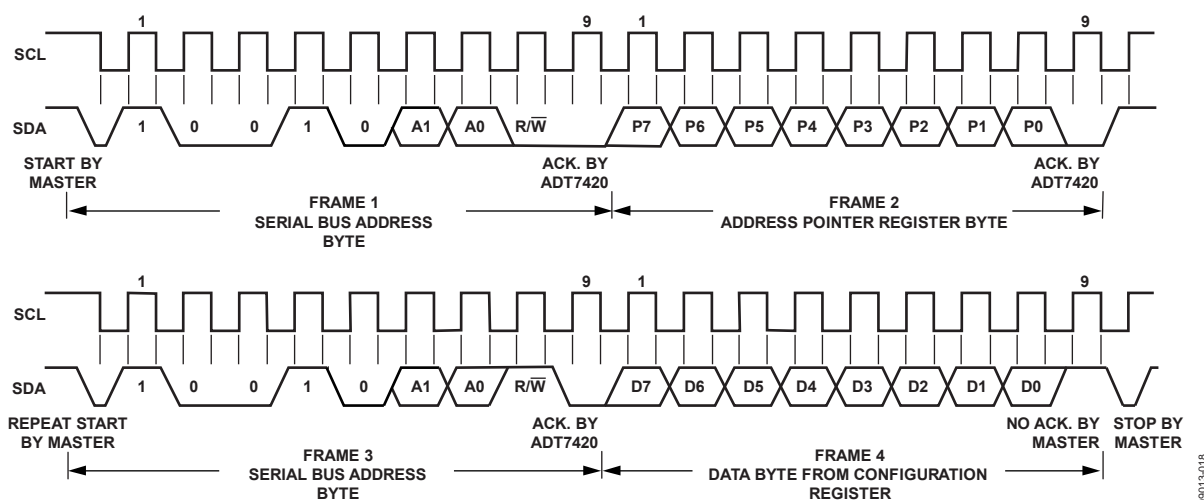 1 9 1 9
SCL
SDA 1 0 0 1 0 A1 A0 R/W̅ P7 P6 P5 P4 P3 P2 P1 P0
START BY
MASTER
ACK. BY
ADT7420
ACK. BY
ADT7420
FRAME 1
SERIAL BUS ADDRESS
BYTE
FRAME 2
ADDRESS POINTER REGISTER BYTE
1 9 1 9
SCL
SDA 1 0 0 1 0 A1 A0 R/W̅ D7 D6 D5 D4 D3 D2 D1 D0
REPEAT START
BY MASTER
ACK. BY
ADT7420
NO ACK. BY
MASTER
STOP BY
MASTER
FRAME 3
SERIAL BUS ADDRESS
BYTE
FRAME 4
DATA BYTE FROM CONFIGURATION
REGISTER